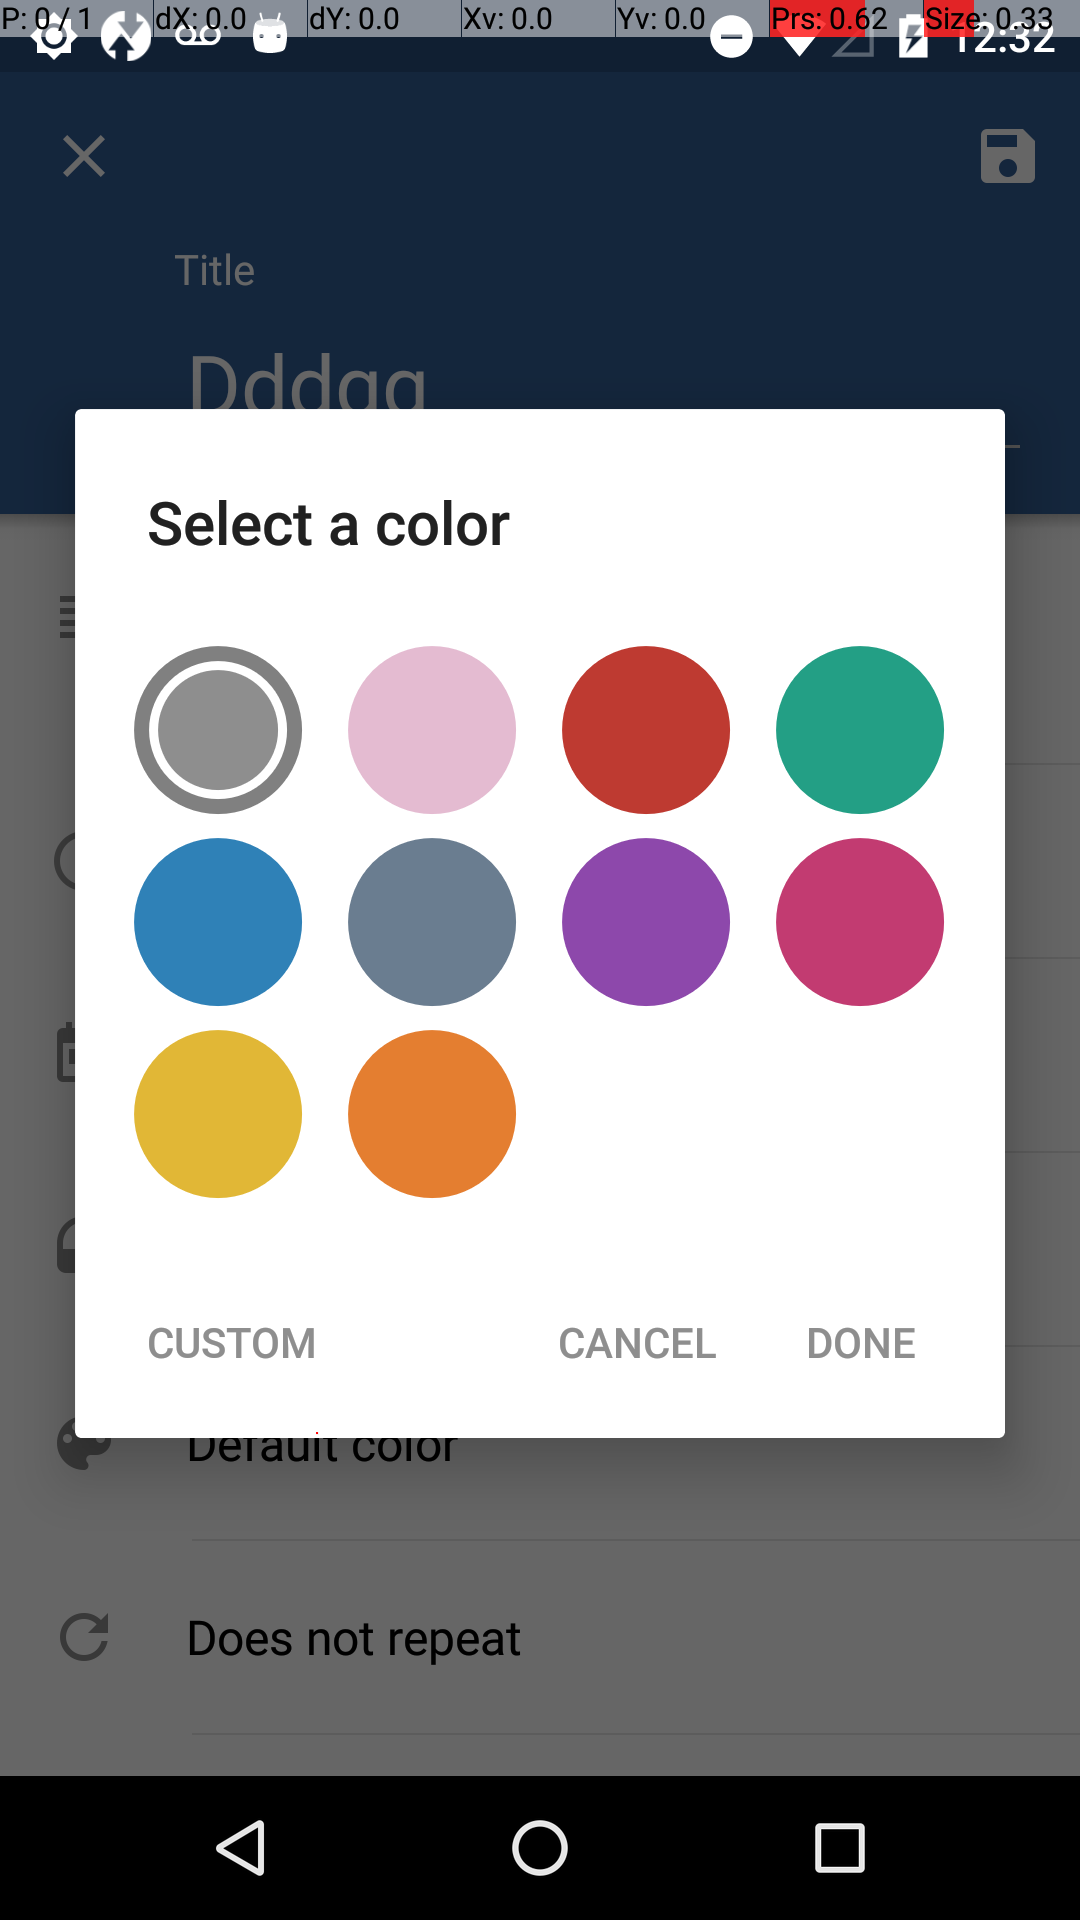 P: 0 / 1 dX: 0.0 dY: 0.0 Xv: 0.0 Yv: 0.0 Prs: 0.62 Size: 0.33
12:32
Title
Dddgg
Select a color
CUSTOM CANCEL DONE
Default color
Does not repeat